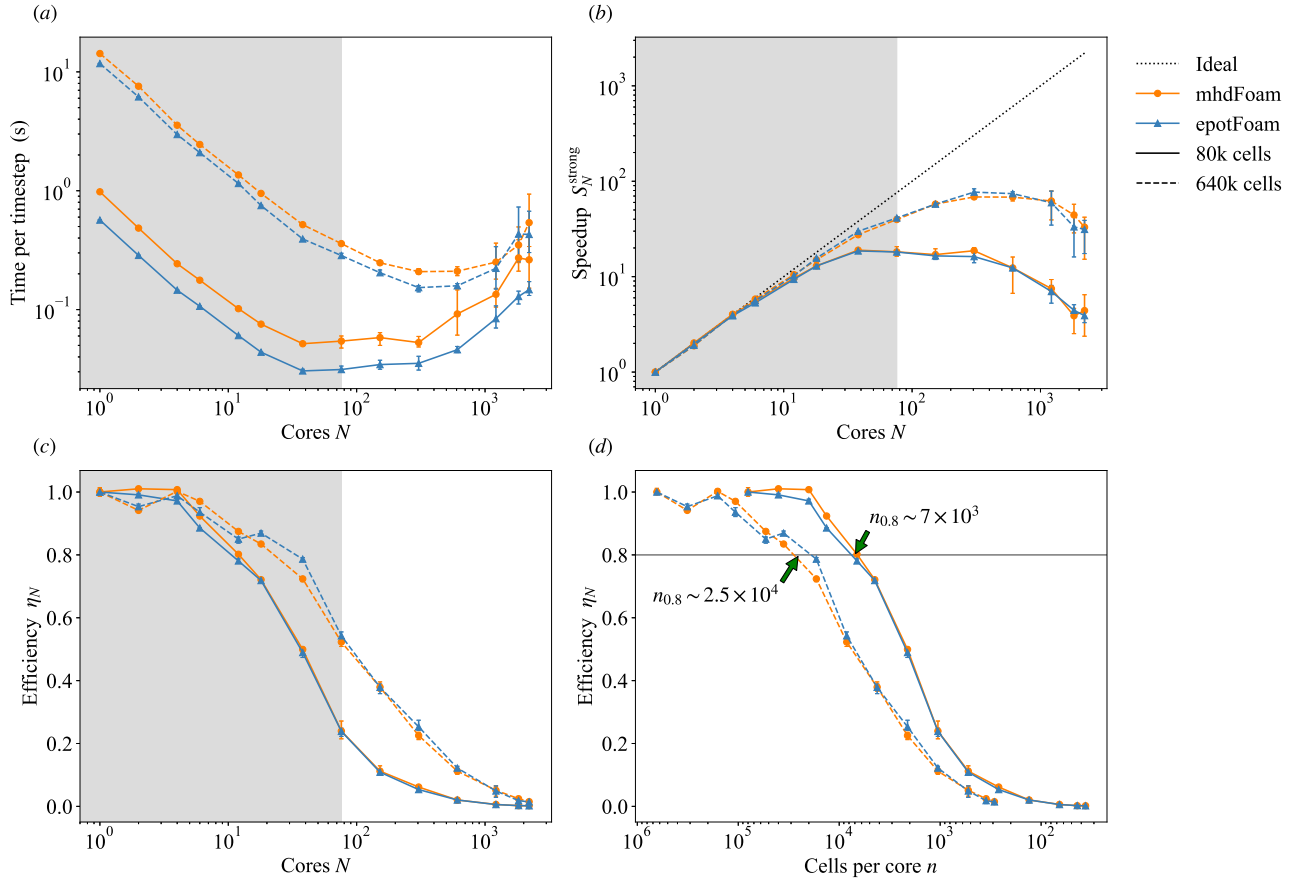 (a)
Time per timestep (s)
10^1
10^0
10^-1
10^0
10^1
10^2
10^3
Cores N
(b)
Speedup S_N^strong
10^3
10^2
10^1
10^0
10^0
10^1
10^2
10^3
Cores N
Ideal
mhdFoam
epotFoam
80k cells
640k cells
(c)
Efficiency η_N
1.0
0.8
0.6
0.4
0.2
0.0
10^0
10^1
10^2
10^3
Cores N
(d)
Efficiency η_N
1.0
0.8
0.6
0.4
0.2
0.0
n_0.8 ~ 7 × 10^3
n_0.8 ~ 2.5 × 10^4
10^6
10^5
10^4
10^3
10^2
Cells per core n